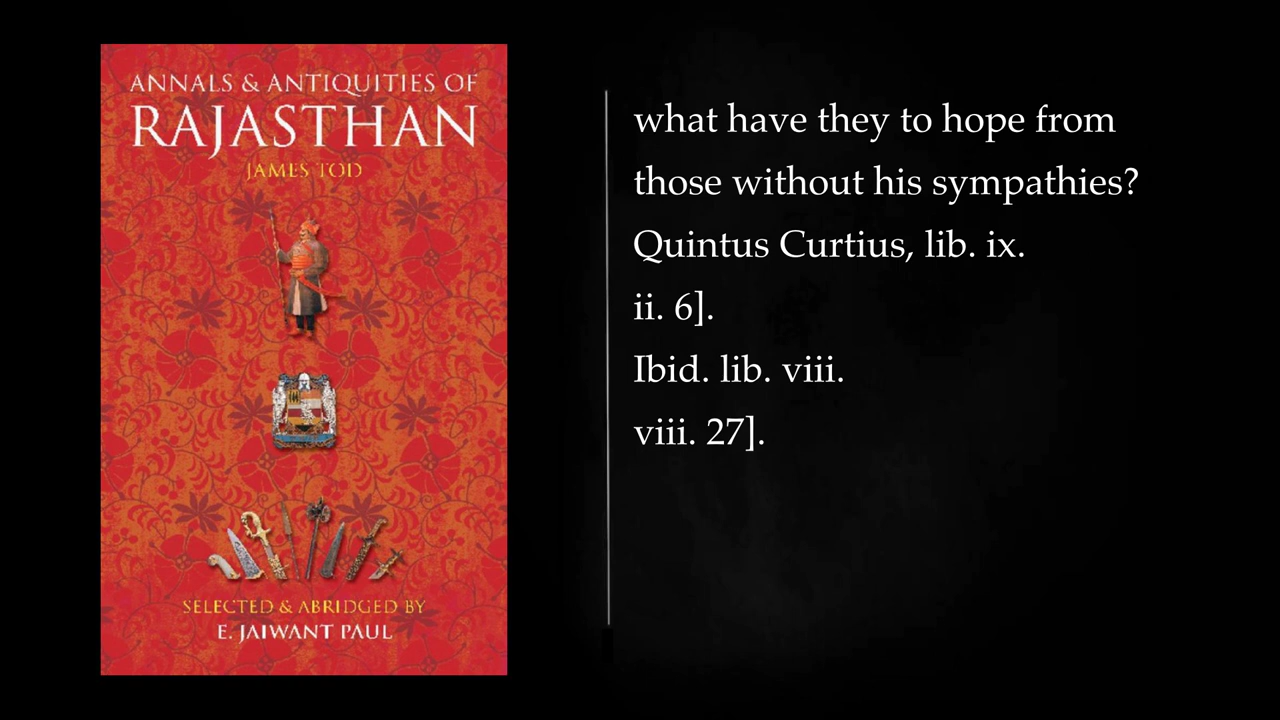 ANNALS & ANTIQUITIES OF
RAJASTHAN
JAMES TOD
SELECTED & ABRIDGED BY
E. JAIWANT PAUL
what have they to hope from
those without his sympathies?
Quintus Curtius, lib. ix.
ii. 6].
Ibid. lib. viii.
viii. 27].